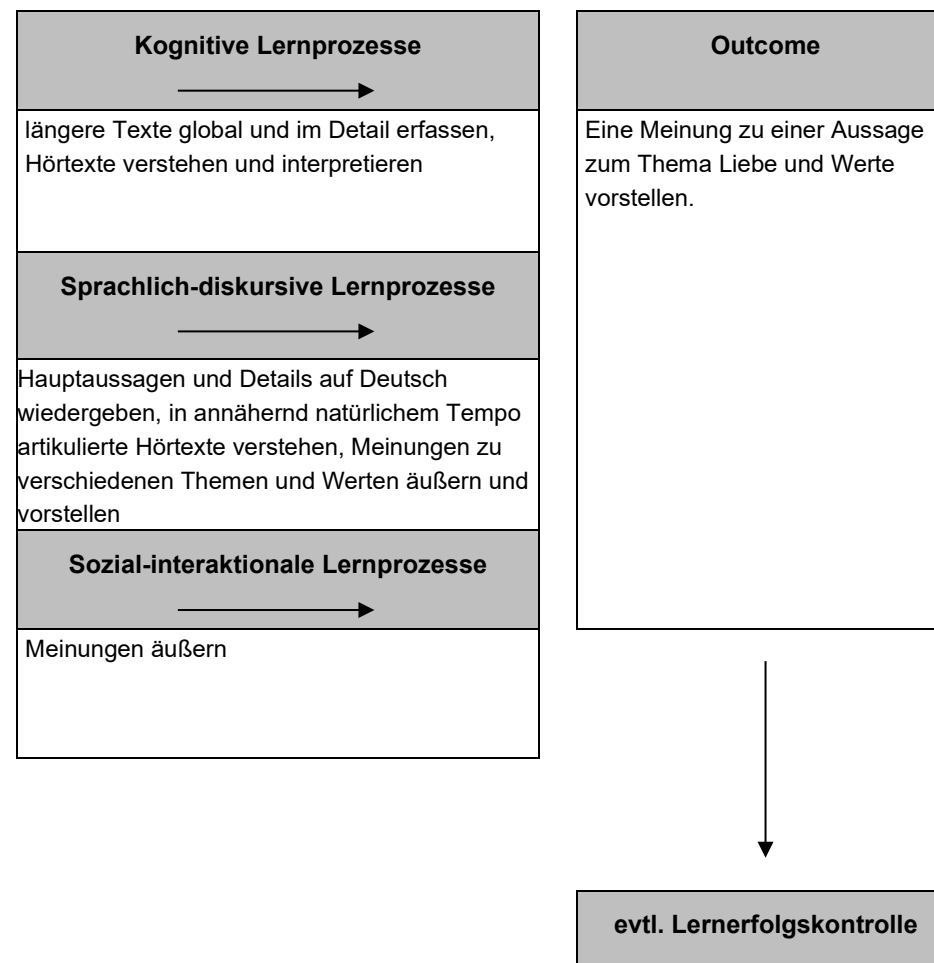 Kognitive Lernprozesse
längere Texte global und im Detail erfassen,
Hörtexte verstehen und interpretieren
Sprachlich-diskursive Lernprozesse
Hauptaussagen und Details auf Deutsch
wiedergeben, in annähernd natürlichem Tempo
artikulierte Hörtexte verstehen, Meinungen zu
verschiedenen Themen und Werten äußern und
vorstellen
Sozial-interaktionale Lernprozesse
Meinungen äußern
Outcome
Eine Meinung zu einer Aussage
zum Thema Liebe und Werte
vorstellen.
evtl. Lernerfolgskontrolle